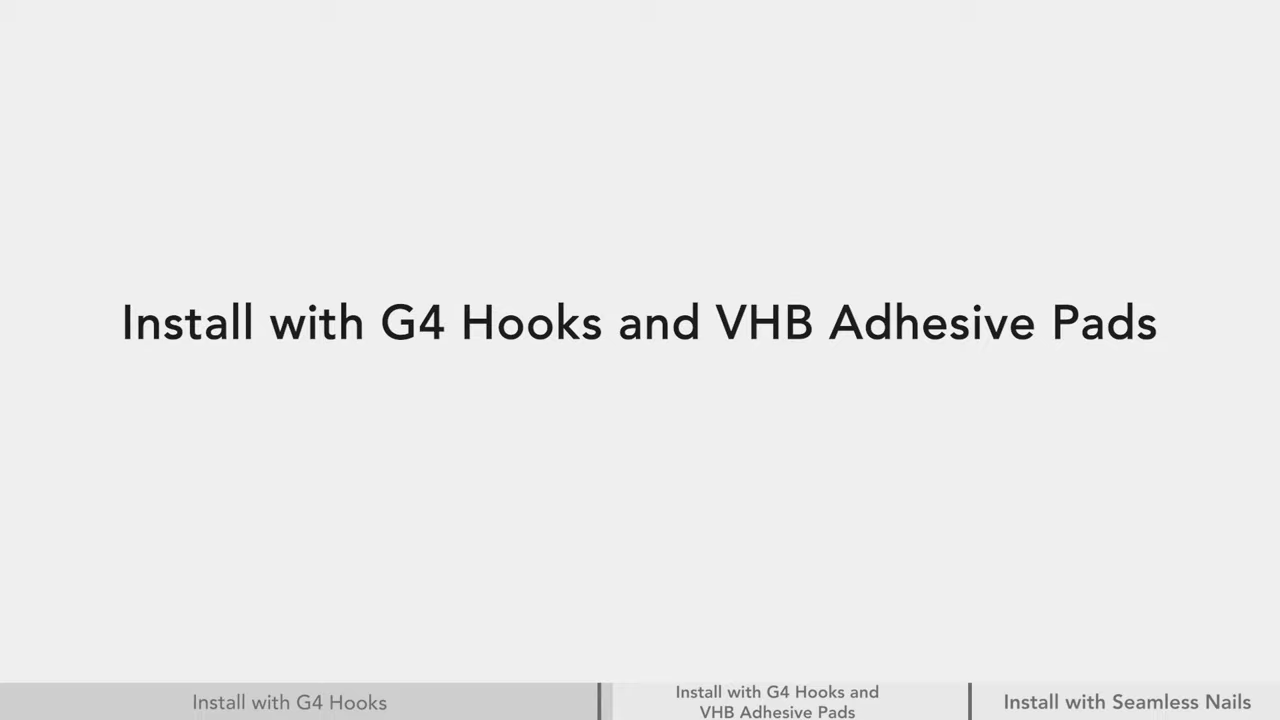 Install with G4 Hooks and VHB Adhesive Pads
Install with G4 Hooks
Install with G4 Hooks and
VHB Adhesive Pads
Install with Seamless Nails